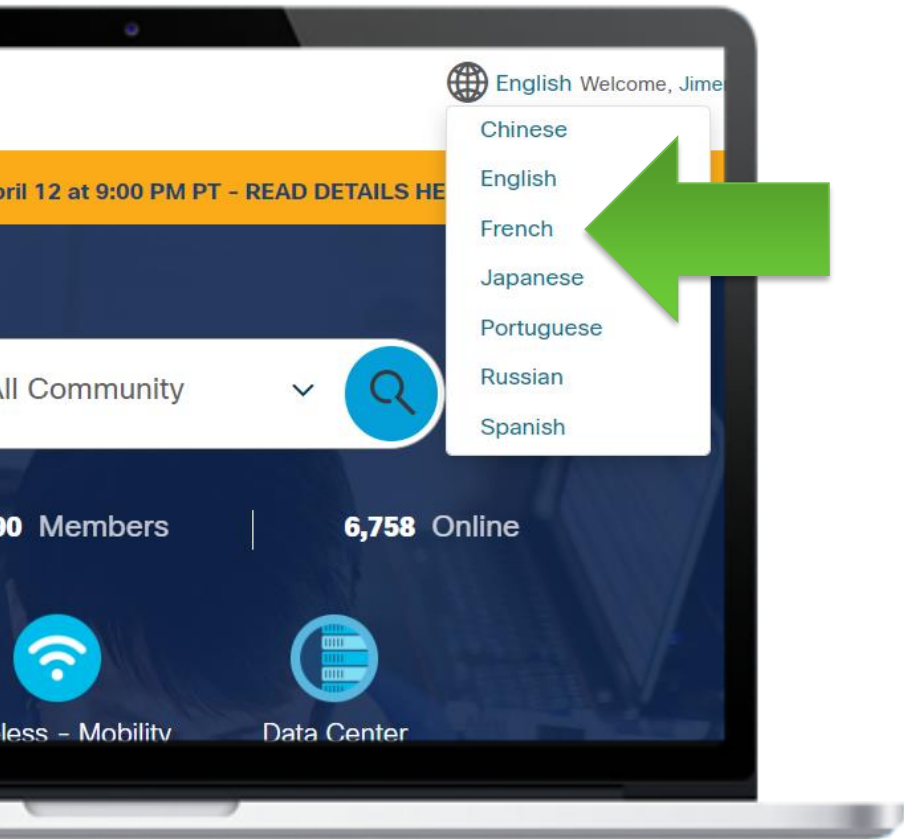 English Welcome, Jime
Chinese
English
French
Japanese
Portuguese
Russian
Spanish
pril 12 at 9:00 PM PT - READ DETAILS HE
All Community
90 Members
6,758 Online
less - Mobility
Data Center